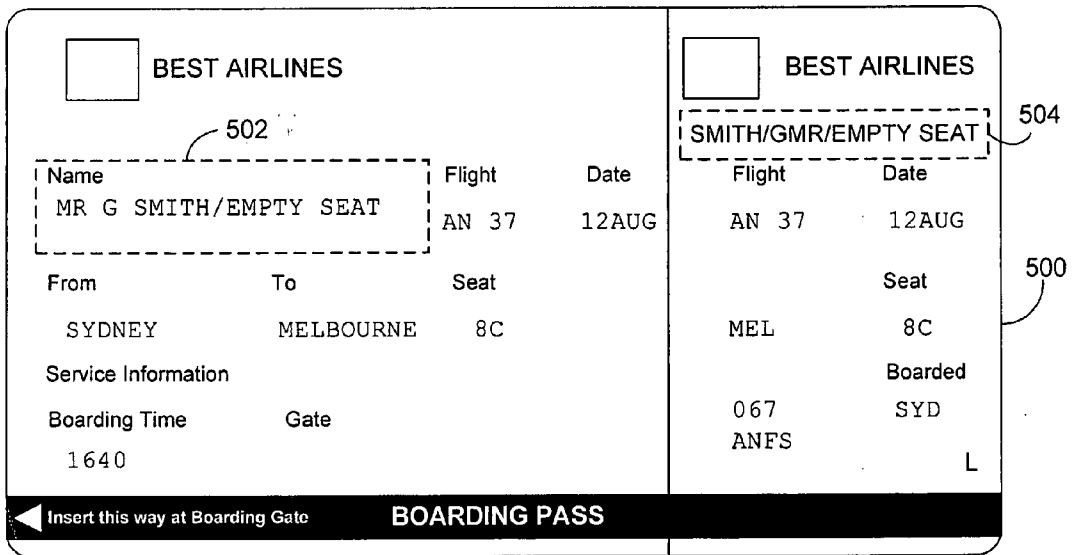 BEST AIRLINES
502
Name
MR G SMITH/EMPTY SEAT
Flight
Date
AN 37
12AUG
From
To
Seat
SYDNEY
MELBOURNE
8C
Service Information
Boarding Time
Gate
1640
Insert this way at Boarding Gate
BOARDING PASS
BEST AIRLINES
504
SMITH/GMR/EMPTY SEAT
Flight
Date
AN 37
12AUG
500
Seat
MEL
8C
Boarded
067
SYD
ANFS
L